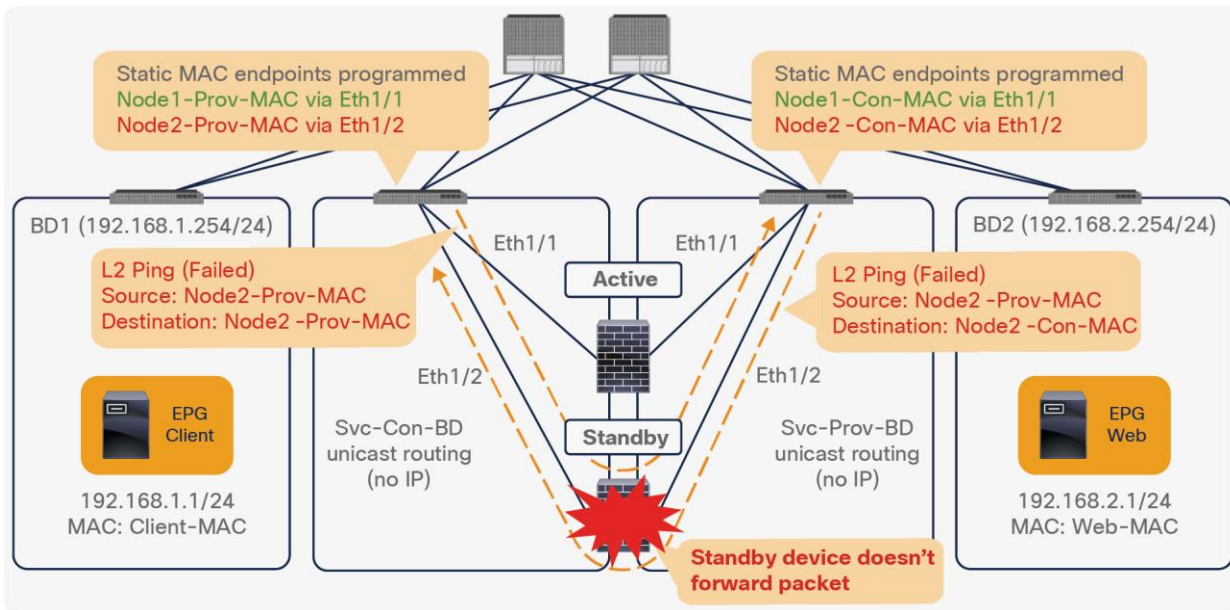 Static MAC endpoints programmed
Node1-Prov-MAC via Eth1/1
Node2-Prov-MAC via Eth1/2
Static MAC endpoints programmed
Node1-Con-MAC via Eth1/1
Node2 -Con-MAC via Eth1/2
BD1 (192.168.1.254/24)
BD2 (192.168.2.254/24)
L2 Ping (Failed)
Source: Node2-Prov-MAC
Destination: Node2 -Prov-MAC
Eth1/1
Eth1/1
Active
L2 Ping (Failed)
Source: Node2 -Prov-MAC
Destination: Node2 -Con-MAC
Eth1/2
Eth1/2
EPG
Client
192.168.1.1/24
MAC: Client-MAC
Svc-Con-BD
unicast routing
(no IP)
Standby
Svc-Prov-BD
unicast routing
(no IP)
EPG
Web
192.168.2.1/24
MAC: Web-MAC
Standby device doesn't
forward packet